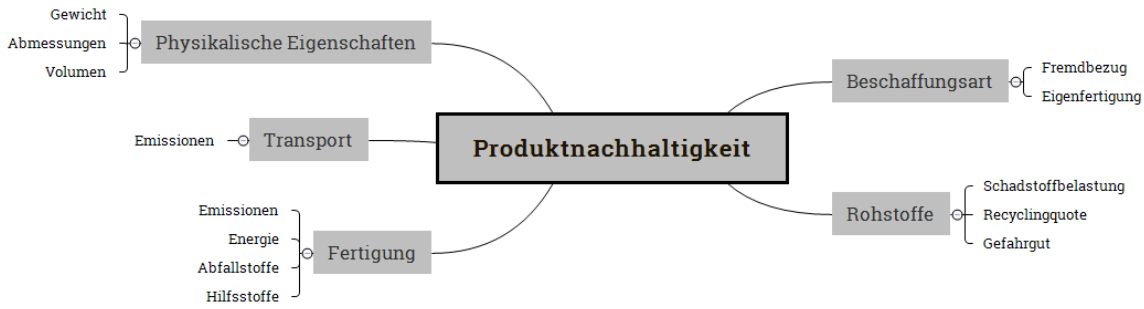 Produktnachhaltigkeit
Physikalische Eigenschaften
Gewicht
Abmessungen
Volumen
Transport
Emissionen
Fertigung
Emissionen
Energie
Abfallstoffe
Hilfsstoffe
Beschaffungsart
Fremdbezug
Eigenfertigung
Rohstoffe
Schadstoffbelastung
Recyclingquote
Gefahrgut